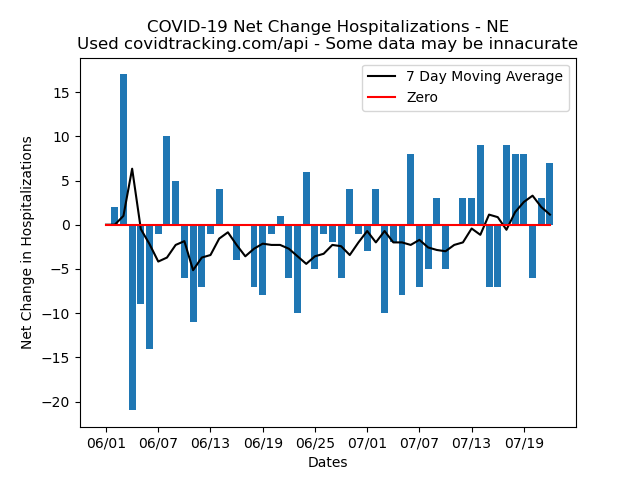 COVID-19 Net Change Hospitalizations - NE
Used covidtracking.com/api - Some data may be innacurate
7 Day Moving Average
Zero
Net Change in Hospitalizations
15
10
5
0
−5
−10
−15
−20
06/01 06/07 06/13 06/19 06/25 07/01 07/07 07/13 07/19
Dates